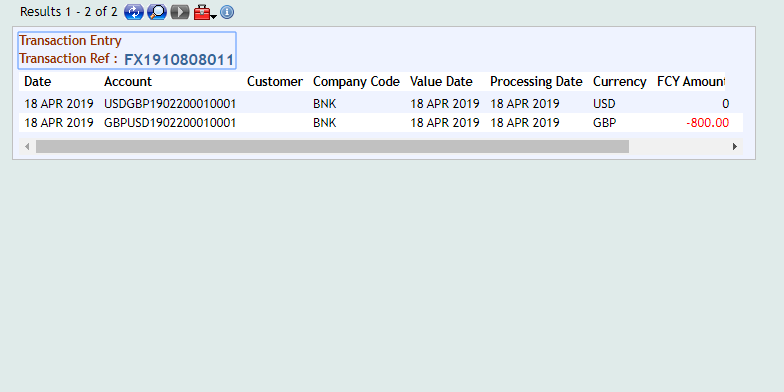 Results 1 - 2 of 2
Transaction Entry
Transaction Ref : FX1910808011
Date Account Customer Company Code Value Date Processing Date Currency FCY Amount
18 APR 2019 USDGBP1902200010001 BNK 18 APR 2019 18 APR 2019 USD 0
18 APR 2019 GBPUSD1902200010001 BNK 18 APR 2019 18 APR 2019 GBP -800.00